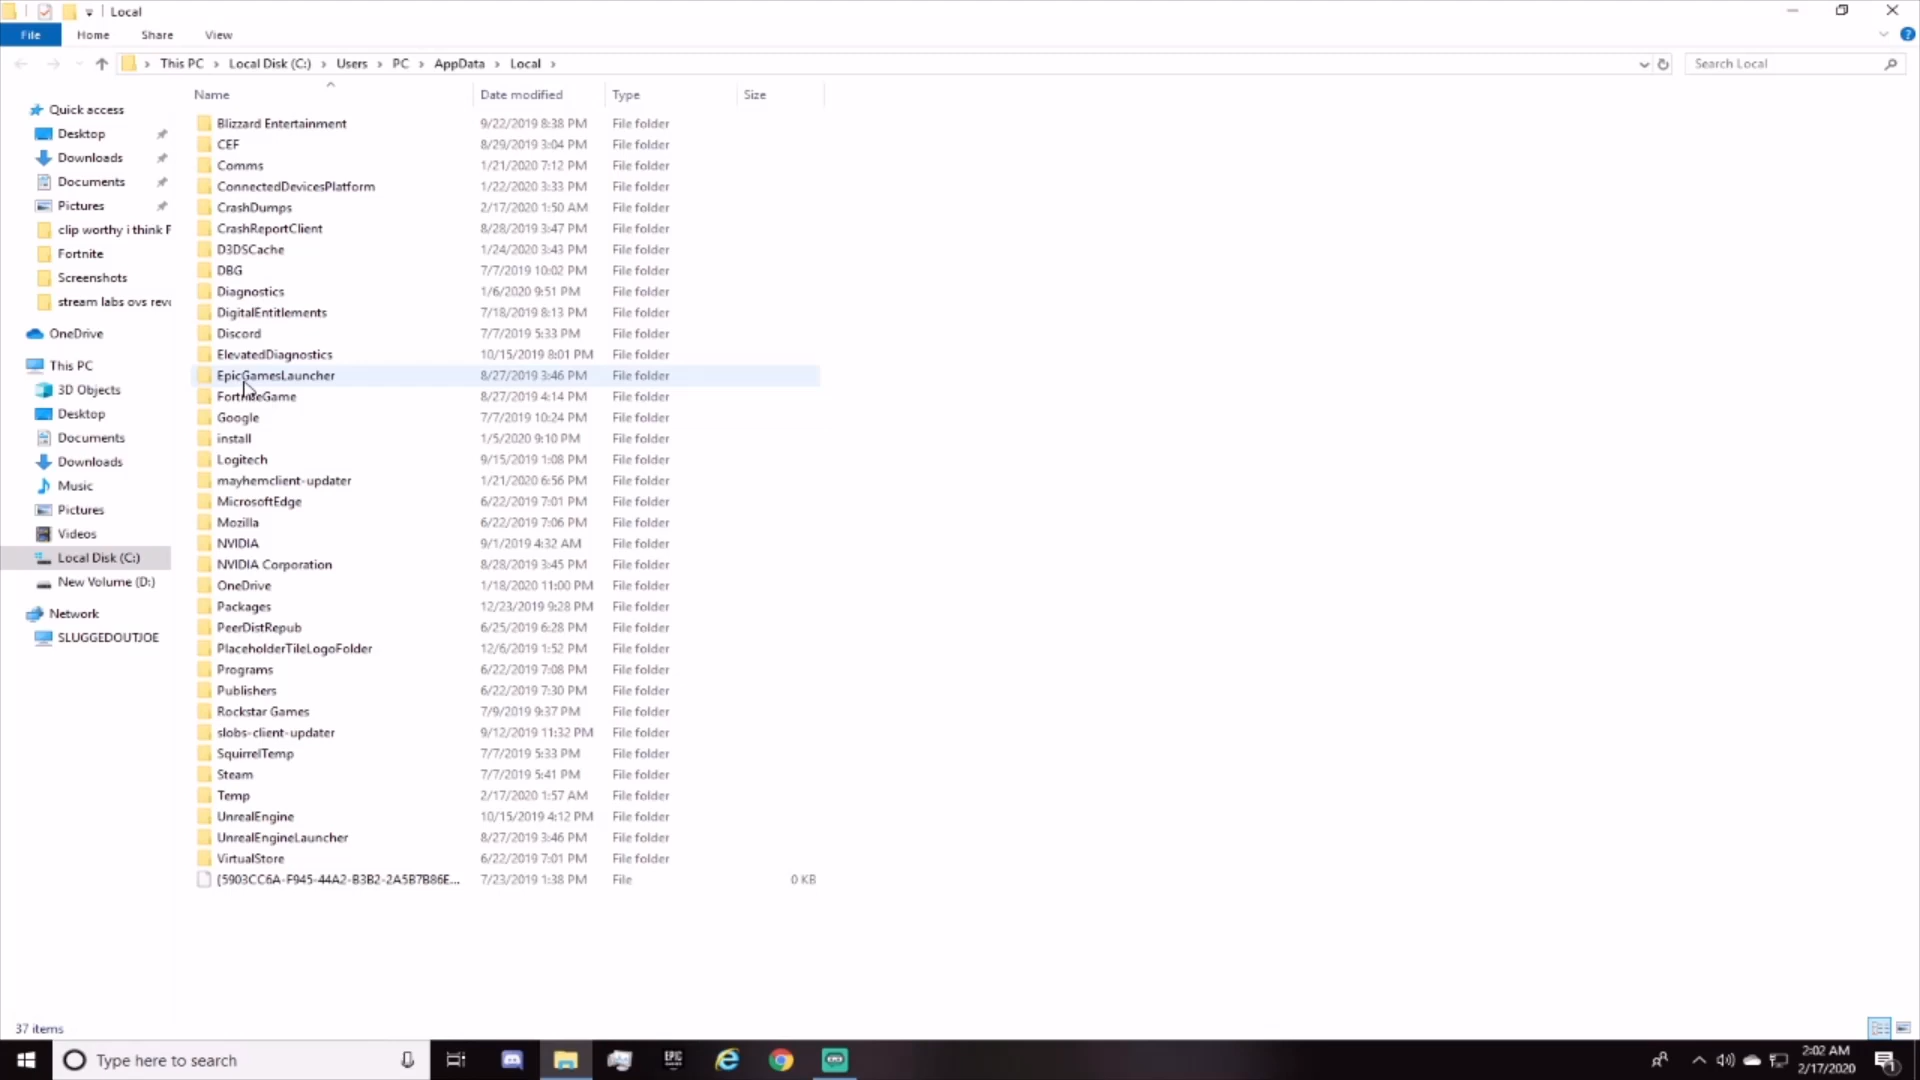 Local
File Home Share View
This PC Local Disk (C:) Users PC AppData Local
Search Local
Name Date modified Type Size
Quick access
Desktop
Downloads
Documents
Pictures
clip worthy i think F
Fortnite
Screenshots
stream labs ovs
OneDrive
This PC
3D Objects
Desktop
Documents
Downloads
Music
Pictures
Videos
Local Disk (C:)
New Volume (D:)
Network
SLUGGEDOUTJOE
Blizzard Entertainment 9/22/2019 8:38 PM File folder
CEF 8/29/2019 3:04 PM File folder
Comms 1/21/2020 7:12 PM File folder
ConnectedDevicesPlatform 1/22/2020 3:33 PM File folder
CrashDumps 2/17/2020 1:50 AM File folder
CrashReportClient 8/28/2019 3:47 PM File folder
D3DSCache 1/24/2020 3:43 PM File folder
DBG 7/7/2019 10:02 PM File folder
Diagnostics 1/6/2020 9:51 PM File folder
DigitalEntitlements 7/18/2019 8:13 PM File folder
Discord 7/7/2019 5:33 PM File folder
ElevatedDiagnostics 10/15/2019 8:01 PM File folder
EpicGamesLauncher 8/27/2019 3:46 PM File folder
FortniteGame 8/27/2019 4:14 PM File folder
Google 7/7/2019 10:24 PM File folder
install 1/5/2020 9:10 PM File folder
Logitech 9/15/2019 1:08 PM File folder
mayhemclient-updater 1/21/2020 6:56 PM File folder
MicrosoftEdge 6/22/2019 7:01 PM File folder
Mozilla 6/22/2019 7:06 PM File folder
NVIDIA 9/1/2019 4:32 AM File folder
NVIDIA Corporation 8/28/2019 3:45 PM File folder
OneDrive 1/18/2020 11:00 PM File folder
Packages 12/23/2019 9:28 PM File folder
PeerDistRepub 6/25/2019 6:28 PM File folder
PlaceholderTileLogoFolder 12/6/2019 1:52 PM File folder
Programs 6/22/2019 7:08 PM File folder
Publishers 6/22/2019 7:30 PM File folder
Rockstar Games 7/9/2019 9:37 PM File folder
slobs-client-updater 9/12/2019 11:32 PM File folder
SquirrelTemp 7/7/2019 5:33 PM File folder
Steam 7/7/2019 5:41 PM File folder
Temp 2/17/2020 1:57 AM File folder
UnrealEngine 10/15/2019 4:12 PM File folder
UnrealEngineLauncher 8/27/2019 3:46 PM File folder
VirtualStore 6/22/2019 7:01 PM File folder
{5903CC6A-F945-44A2-B3B2-2A5B7B86E... 7/23/2019 1:38 PM File 0 KB
37 items
Type here to search
EPIC
2:02 AM
2/17/2020
1